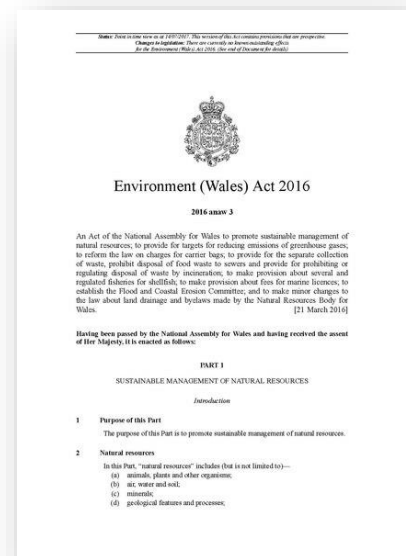 Status: Point in time view as at 14/07/2017. This version of this Act contains provisions that are prospective.
Changes to legislation: There are currently no known outstanding effects
for the Environment (Wales) Act 2016. (See end of Document for details)
Environment (Wales) Act 2016
2016 anaw 3
An Act of the National Assembly for Wales to promote sustainable management of
natural resources; to provide for targets for reducing emissions of greenhouse gases;
to reform the law on charges for carrier bags; to provide for the separate collection
of waste, prohibit disposal of food waste to sewers and provide for prohibiting or
regulating disposal of waste by incineration; to make provision about several and
regulated fisheries for shellfish; to make provision about fees for marine licences; to
establish the Flood and Coastal Erosion Committee; and to make minor changes to
the law about land drainage and byelaws made by the Natural Resources Body for
Wales. [21 March 2016]
Having been passed by the National Assembly for Wales and having received the assent
of Her Majesty, it is enacted as follows:
PART 1
SUSTAINABLE MANAGEMENT OF NATURAL RESOURCES
Introduction
1 Purpose of this Part
The purpose of this Part is to promote sustainable management of natural resources.
2 Natural resources
In this Part, “natural resources” includes (but is not limited to)—
(a) animals, plants and other organisms;
(b) air, water and soil;
(c) minerals;
(d) geological features and processes;